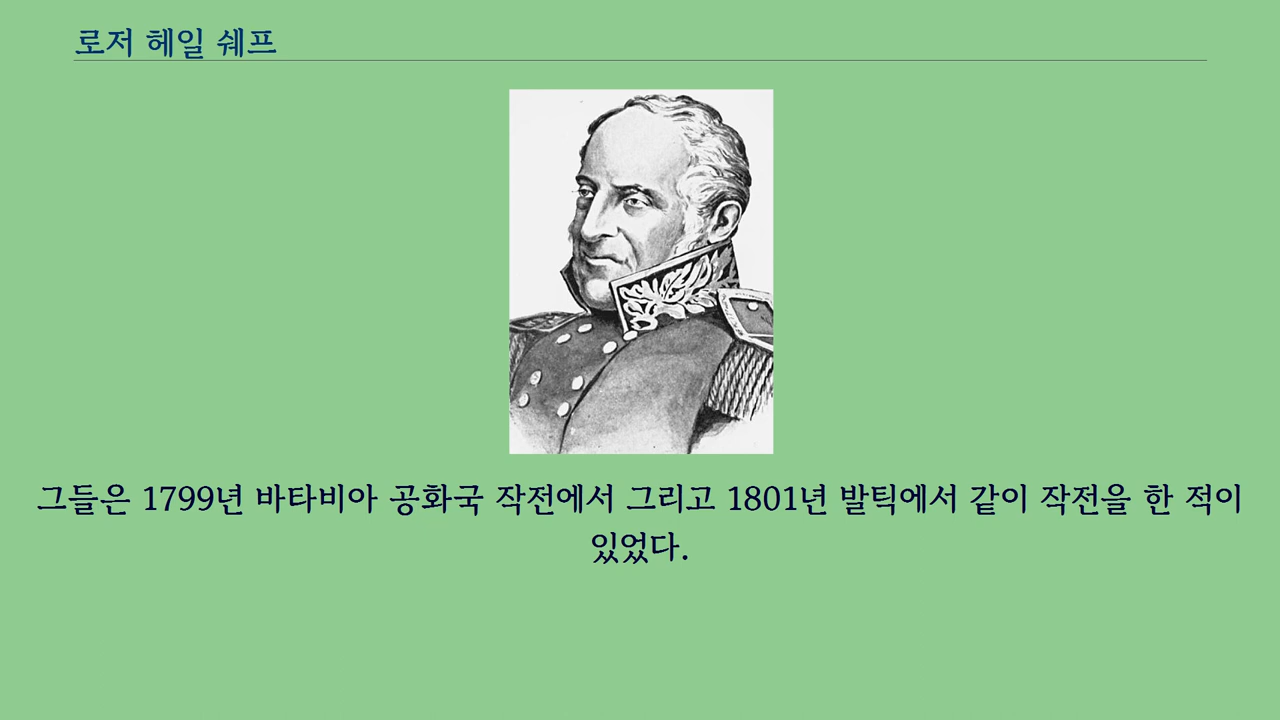 로저 헤일 쉐프
그들은 1799년 바타비아 공화국 작전에서 그리고 1801년 발틱에서 같이 작전을 한 적이
있었다.